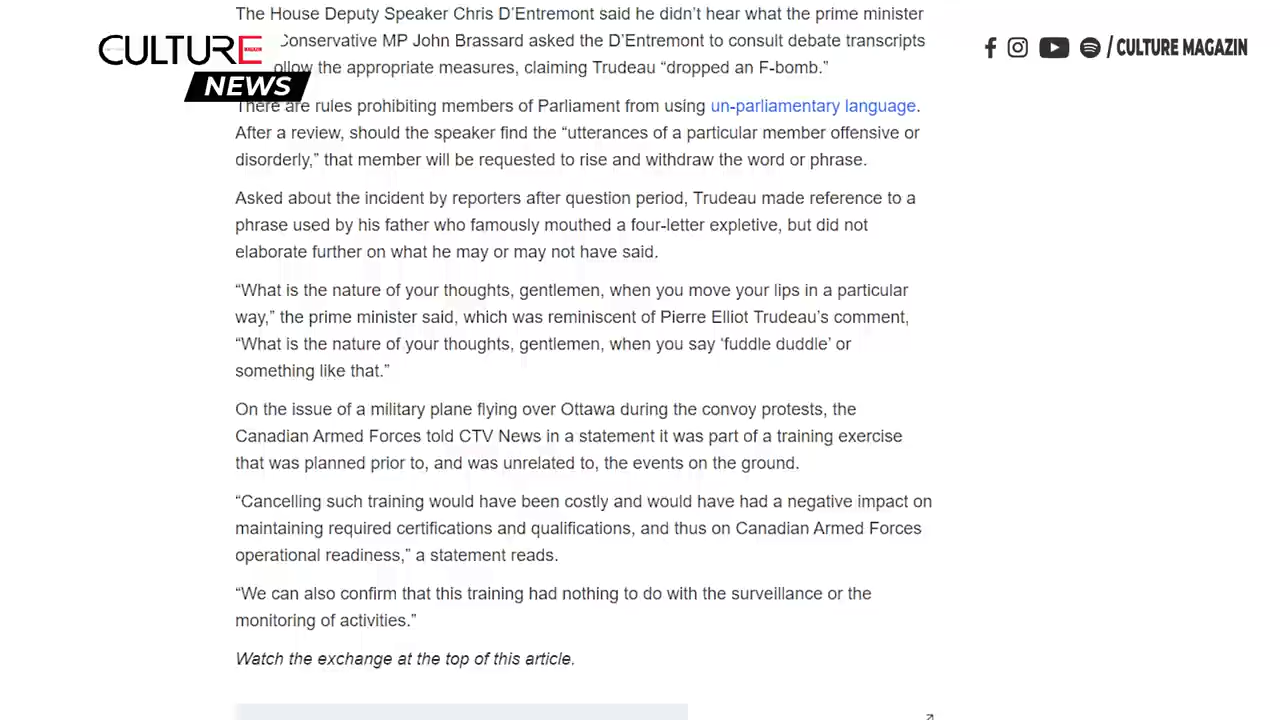 The House Deputy Speaker Chris D’Entremont said he didn’t hear what the prime minister
CULTURE
Conservative MP John Brassard asked the D’Entremont to consult debate transcripts
/ CULTURE MAGAZIN
the appropriate measures, claiming Trudeau “dropped an F-bomb.”
NEWS
There are rules prohibiting members of Parliament from using un-parliamentary language.
After a review, should the speaker find the “utterances of a particular member offensive or
disorderly,” that member will be requested to rise and withdraw the word or phrase.
Asked about the incident by reporters after question period, Trudeau made reference to a
phrase used by his father who famously mouthed a four-letter expletive, but did not
elaborate further on what he may or may not have said.
“What is the nature of your thoughts, gentlemen, when you move your lips in a particular
way,” the prime minister said, which was reminiscent of Pierre Elliot Trudeau’s comment,
“What is the nature of your thoughts, gentlemen, when you say ‘fuddle duddle’ or
something like that.”
On the issue of a military plane flying over Ottawa during the convoy protests, the
Canadian Armed Forces told CTV News in a statement it was part of a training exercise
that was planned prior to, and was unrelated to, the events on the ground.
“Cancelling such training would have been costly and would have had a negative impact on
maintaining required certifications and qualifications, and thus on Canadian Armed Forces
operational readiness,” a statement reads.
“We can also confirm that this training had nothing to do with the surveillance or the
monitoring of activities.”
Watch the exchange at the top of this article.